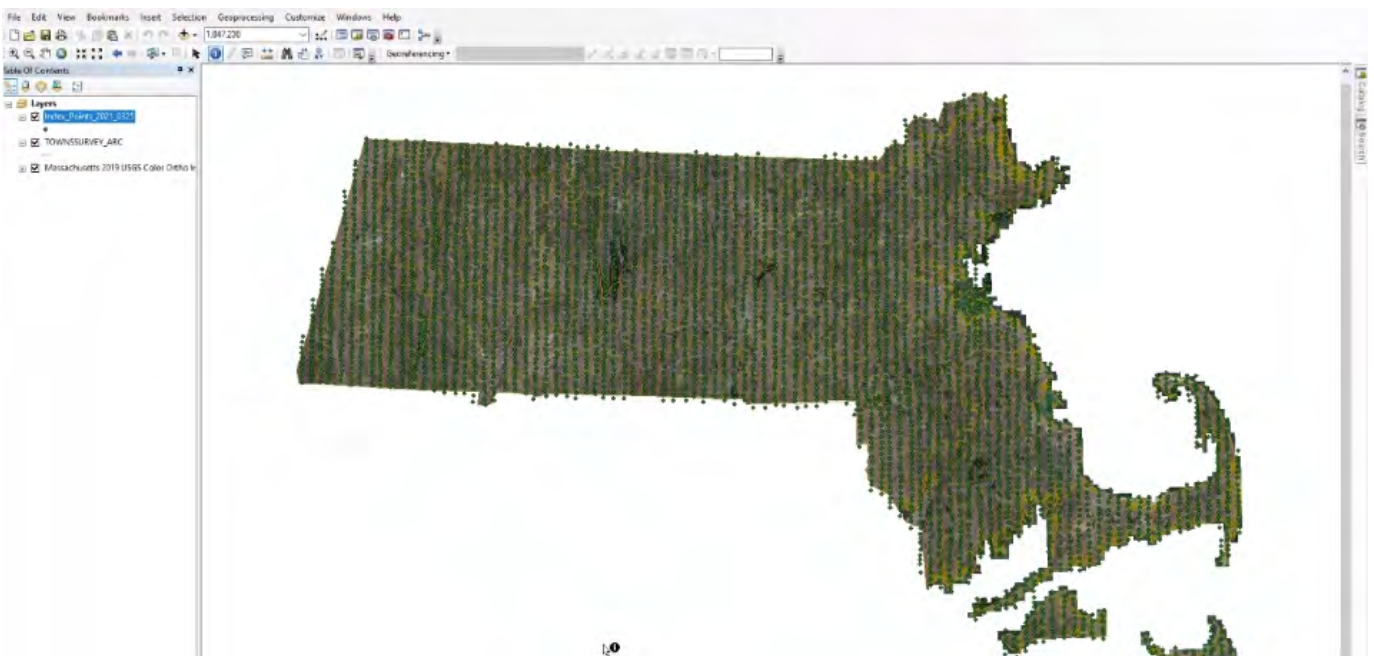 File Edit View Bookmarks Insert Selection Geoprocessing Customize Windows Help
1:847,230
Georeferencing
Table Of Contents
Layers
Index_Points_2021_0325
TOWNSSURVEY_ARC
Massachusetts 2019 USGS Color Ortho
Catalog
Search